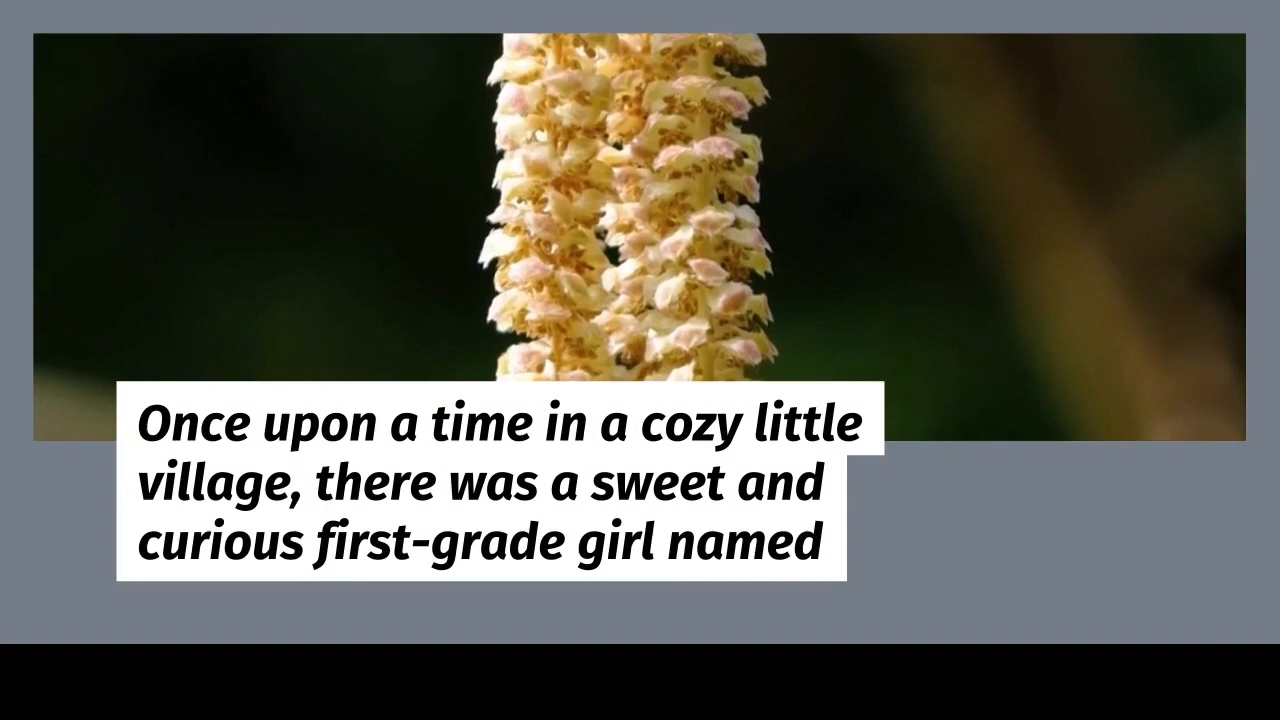 Once upon a time in a cozy little
village, there was a sweet and
curious first-grade girl named